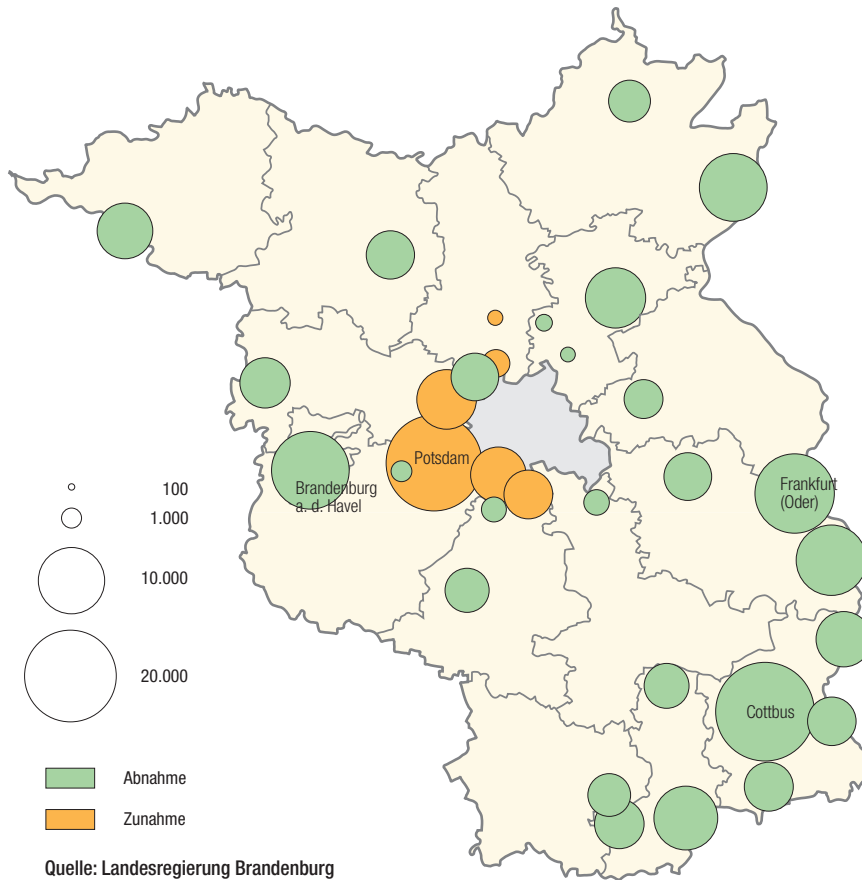 Potsdam
Brandenburg
a. d. Havel
Frankfurt
(Oder)
Cottbus
100
1.000
10.000
20.000
Abnahme
Zunahme
Quelle: Landesregierung Brandenburg